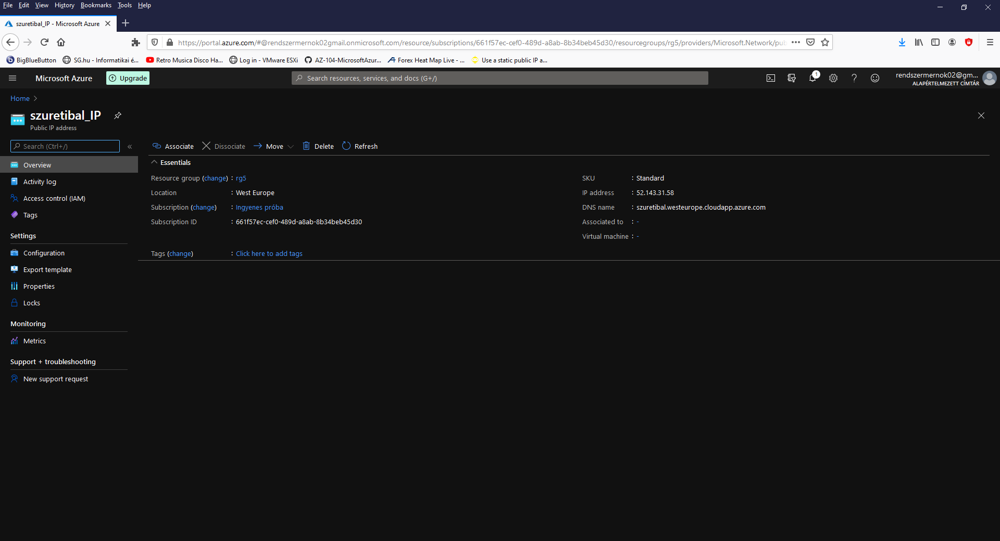 File Edit View History Bookmarks Tools Help
szuretibal_IP - Microsoft Azure
https://portal.azure.com/#@rendszermernok02gmail.onmicrosoft.com/resource/subscriptions/661f57ec-cef0-489d-a8ab-8b34beb45d30/resourcegroups/rg5/providers/Microsoft.Network/pub
BigBlueButton SG.hu - Informatikai é... Retro Musica Disco Ha... Log in - VMware ESXi AZ-104-MicrosoftAzur... Forex Heat Map Live - ... Use a static public IP a...
Microsoft Azure Upgrade Search resources, services, and docs (G+/) 1 rendszermernok02@gm...
ALAPÉRTELMEZETT CÍMTÁR
Home
szuretibal_IP
Public IP address
Search (Ctrl+/) «
Associate Dissociate Move Delete Refresh
Overview
Activity log
Access control (IAM)
Tags
Settings
Configuration
Export template
Properties
Locks
Monitoring
Metrics
Support + troubleshooting
New support request
Essentials
Resource group (change) : rg5
Location : West Europe
Subscription (change) : Ingyenes próba
Subscription ID : 661f57ec-cef0-489d-a8ab-8b34beb45d30
SKU : Standard
IP address : 52.143.31.58
DNS name : szuretibal.westeurope.cloudapp.azure.com
Associated to : -
Virtual machine : -
Tags (change) : Click here to add tags